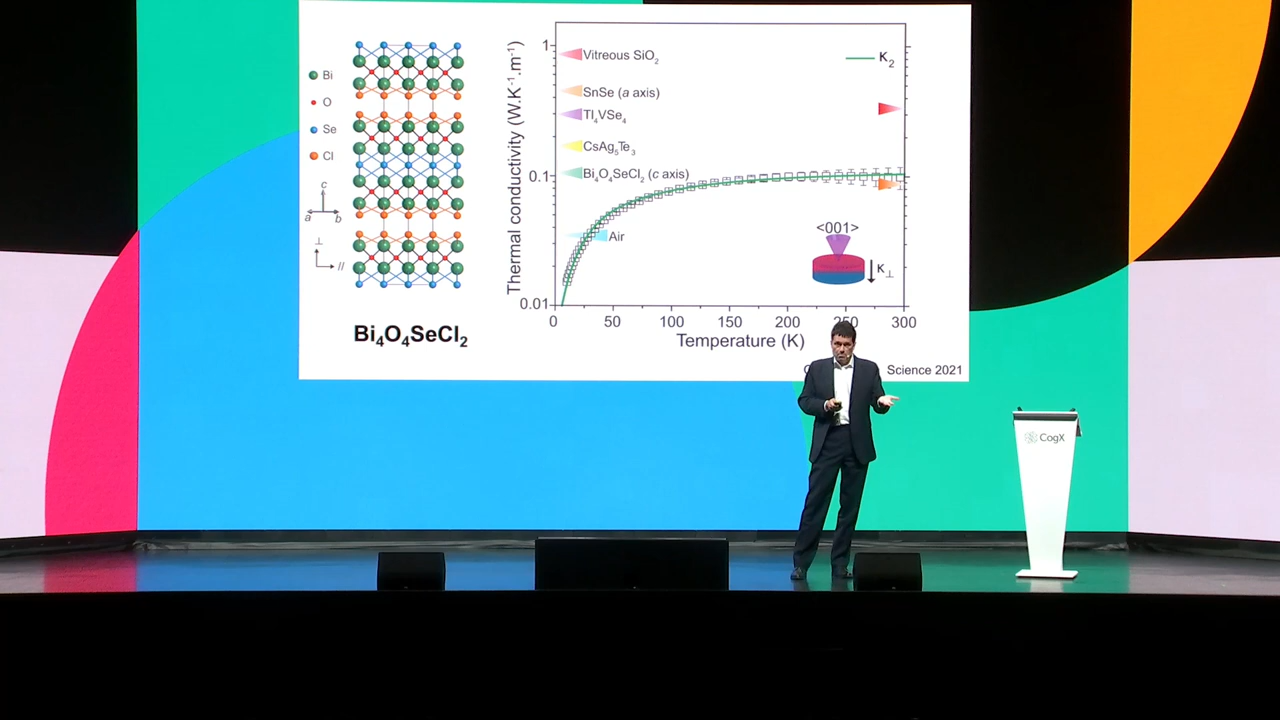 Bi
O
Se
Cl
c
a
b
⊥
//
Bi₄O₄SeCl₂
Thermal conductivity (W.K⁻¹.m⁻¹)
1
0.1
0.01
Vitreous SiO₂
SnSe (a axis)
Tl₄VSe₄
CsAg₅Te₃
Bi₄O₄SeCl₂ (c axis)
Air
K₂
<001>
K⊥
0
50
100
150
200
250
300
Temperature (K)
Science 2021
CogX